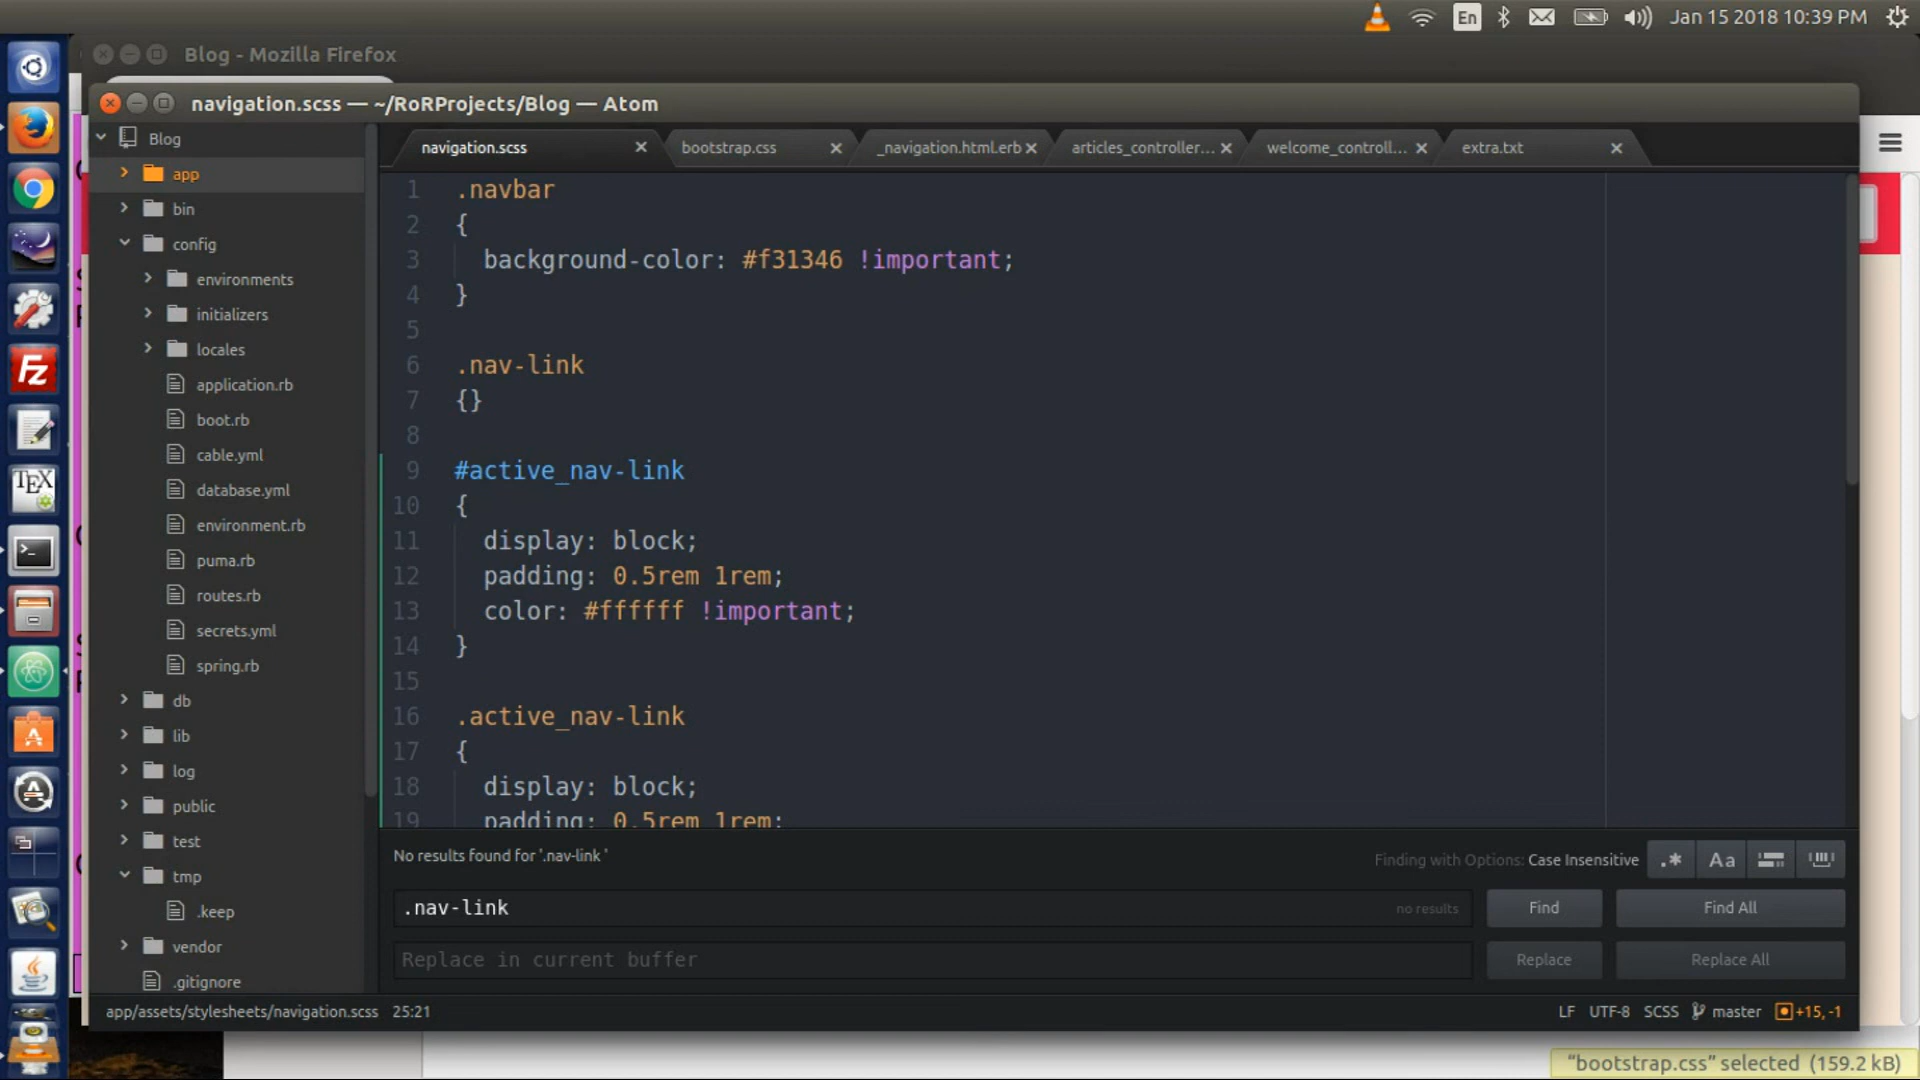 En
Jan 15 2018 10:39 PM
Blog - Mozilla Firefox
navigation.scss — ~/RoRProjects/Blog — Atom
Blog
app
bin
config
environments
initializers
locales
application.rb
boot.rb
cable.yml
database.yml
environment.rb
puma.rb
routes.rb
secrets.yml
spring.rb
db
lib
log
public
test
tmp
.keep
vendor
.gitignore
navigation.scss
bootstrap.css
_navigation.html.erb
articles_controller...
welcome_controll...
extra.txt
1 .navbar
2 {
3 background-color: #f31346 !important;
4 }
5
6 .nav-link
7 {}
8
9 #active_nav-link
10 {
11 display: block;
12 padding: 0.5rem 1rem;
13 color: #ffffff !important;
14 }
15
16 .active_nav-link
17 {
18 display: block;
19 padding: 0.5rem 1rem;
No results found for '.nav-link '
Finding with Options: Case Insensitive
.*
Aa
.nav-link
no results
Find
Find All
Replace in current buffer
Replace
Replace All
app/assets/stylesheets/navigation.scss 25:21
LF UTF-8 SCSS master +15, -1
"bootstrap.css" selected (159.2 kB)
Fz
TEX